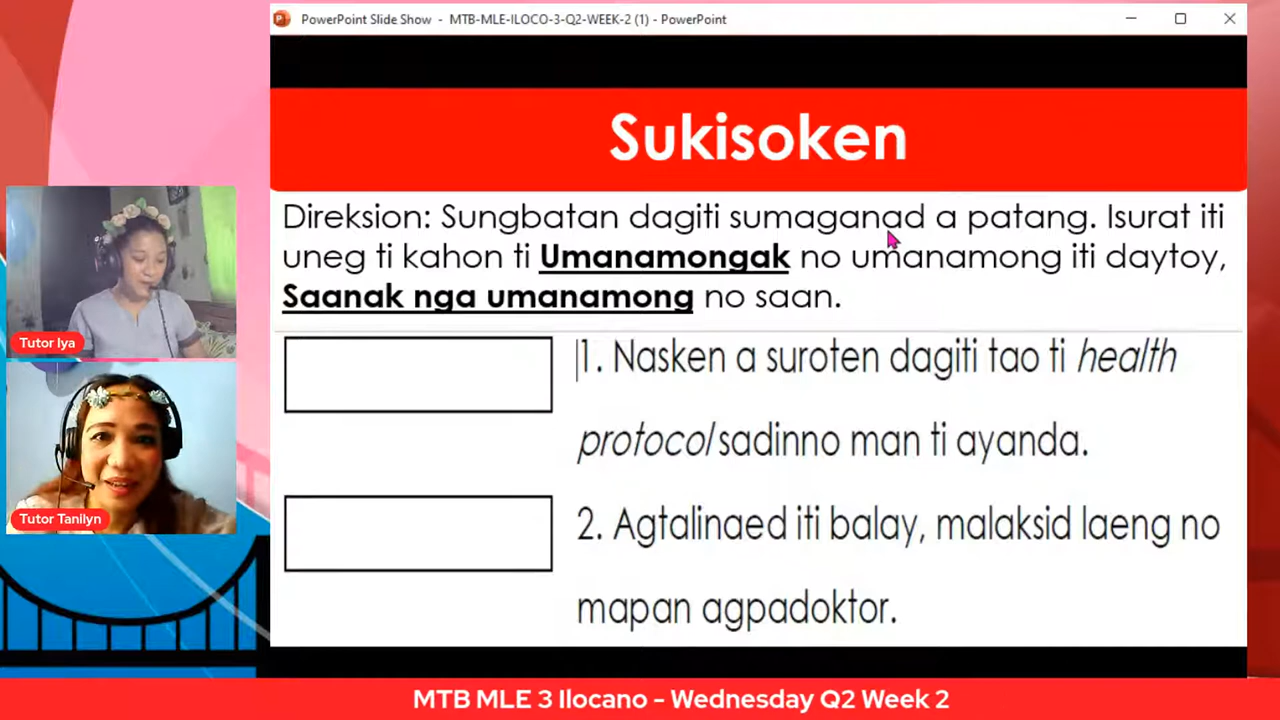 PowerPoint Slide Show - MTB-MLE-ILOCO-3-Q2-WEEK-2 (1) - PowerPoint
Sukisoken
Direksion: Sungbatan dagiti sumaganad a patang. Isurat iti
uneg ti kahon ti Umanamongak no umanamong iti daytoy,
Saanak nga umanamong no saan.
1. Nasken a suroten dagiti tao ti health
protocol sadinno man ti ayanda.
2. Agtalinaed iti balay, malaksid laeng no
mapan agpadoktor.
Tutor Iya
Tutor Tanilyn
MTB MLE 3 Ilocano - Wednesday Q2 Week 2